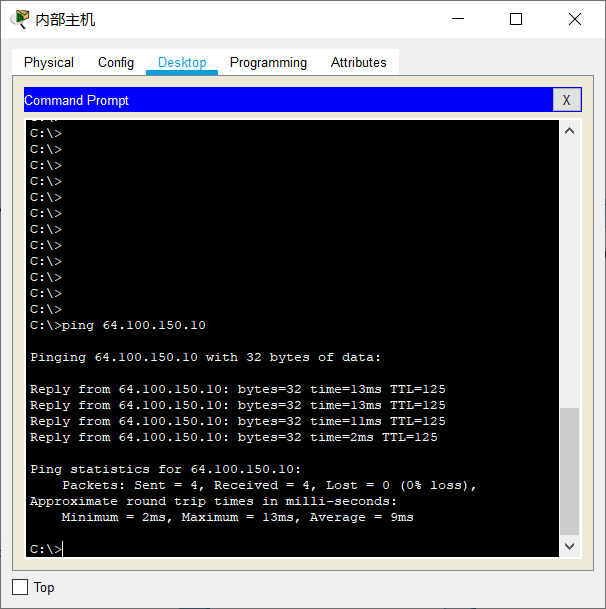 内部主机
Physical Config Desktop Programming Attributes
Command Prompt X
C:\>
C:\>
C:\>
C:\>
C:\>
C:\>
C:\>
C:\>
C:\>
C:\>
C:\>
C:\>
C:\>ping 64.100.150.10
Pinging 64.100.150.10 with 32 bytes of data:
Reply from 64.100.150.10: bytes=32 time=13ms TTL=125
Reply from 64.100.150.10: bytes=32 time=13ms TTL=125
Reply from 64.100.150.10: bytes=32 time=11ms TTL=125
Reply from 64.100.150.10: bytes=32 time=2ms TTL=125
Ping statistics for 64.100.150.10:
Packets: Sent = 4, Received = 4, Lost = 0 (0% loss),
Approximate round trip times in milli-seconds:
Minimum = 2ms, Maximum = 13ms, Average = 9ms
C:\>
Top